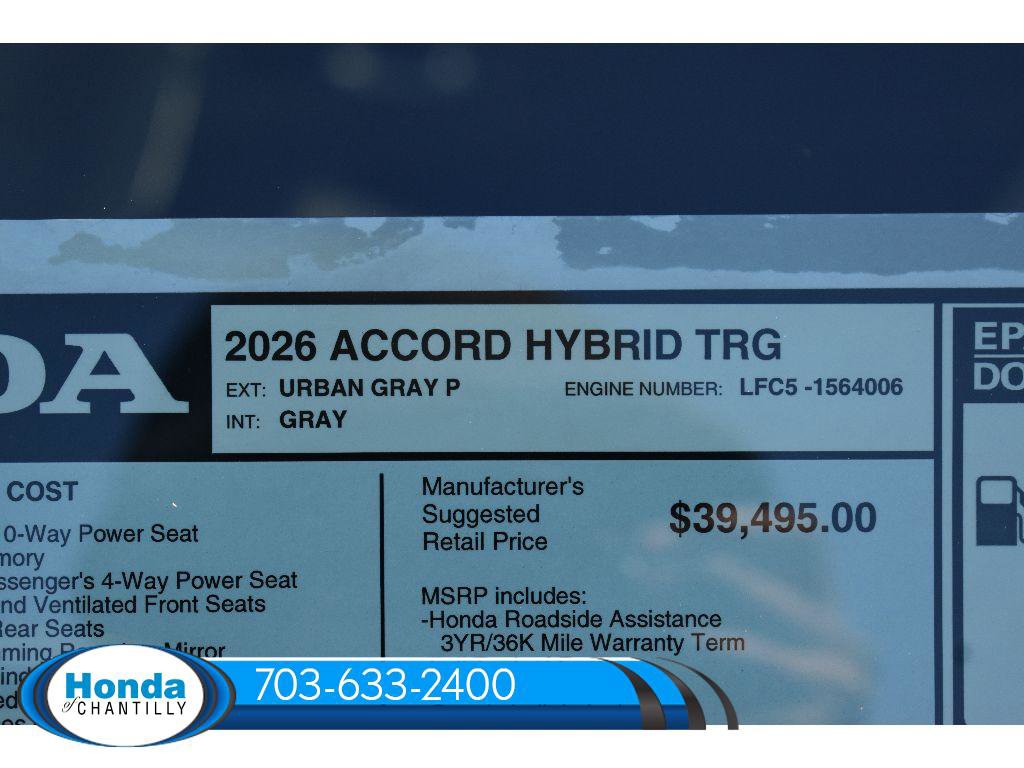 DA
2026 ACCORD HYBRID TRG
EXT: URBAN GRAY P
ENGINE NUMBER: LFC5 -1564006
INT: GRAY
EP
DO
COST
0-Way Power Seat
mory
ssenger's 4-Way Power Seat
nd Ventilated Front Seats
Rear Seats
Mirror
Manufacturer's
Suggested
Retail Price
$39,495.00
MSRP includes:
-Honda Roadside Assistance
3YR/36K Mile Warranty Term
Honda
of CHANTILLY
703-633-2400